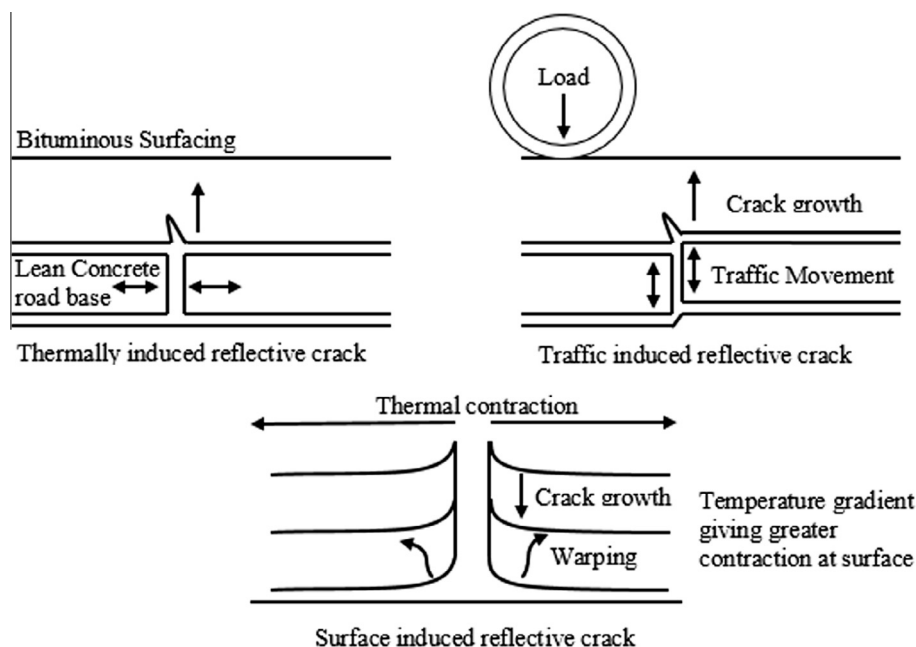 Bituminous Surfacing
Lean Concrete
road base
Thermally induced reflective crack
Load
Crack growth
Traffic Movement
Traffic induced reflective crack
Thermal contraction
Crack growth
Warping
Temperature gradient
giving greater
contraction at surface
Surface induced reflective crack